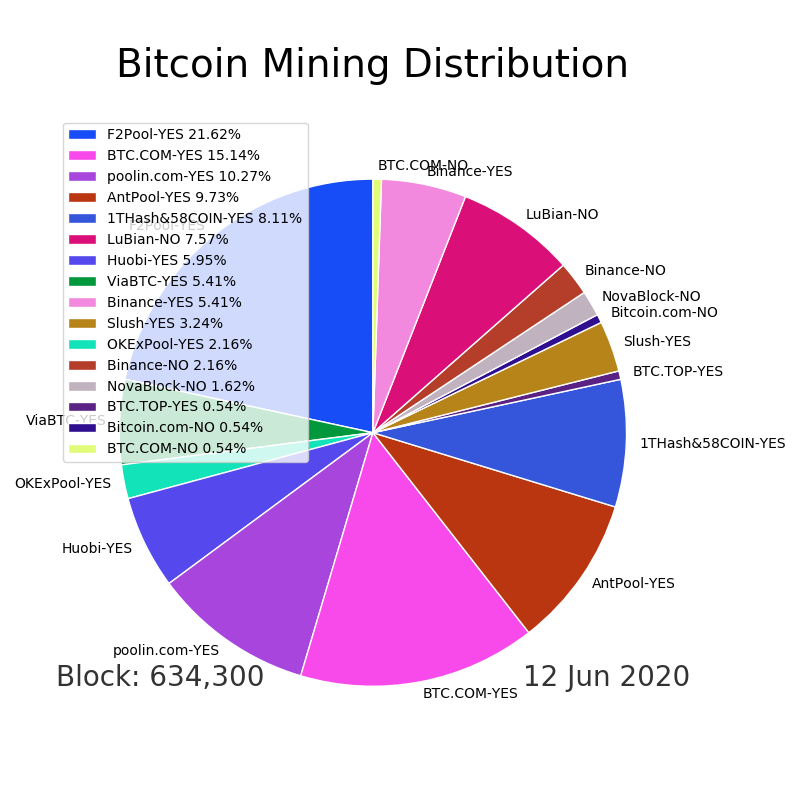 Bitcoin Mining Distribution
F2Pool-YES 21.62%
BTC.COM-YES 15.14%
poolin.com-YES 10.27%
AntPool-YES 9.73%
1THash&58COIN-YES 8.11%
LuBian-NO 7.57%
Huobi-YES 5.95%
ViaBTC-YES 5.41%
Binance-YES 5.41%
Slush-YES 3.24%
OKExPool-YES 2.16%
Binance-NO 2.16%
NovaBlock-NO 1.62%
BTC.TOP-YES 0.54%
Bitcoin.com-NO 0.54%
BTC.COM-NO 0.54%
BTC.COM-NO
Binance-YES
LuBian-NO
F2Pool-YES
Binance-NO
NovaBlock-NO
Bitcoin.com-NO
Slush-YES
BTC.TOP-YES
ViaBTC-YES
1THash&58COIN-YES
OKExPool-YES
Huobi-YES
AntPool-YES
poolin.com-YES
BTC.COM-YES
Block: 634,300
12 Jun 2020